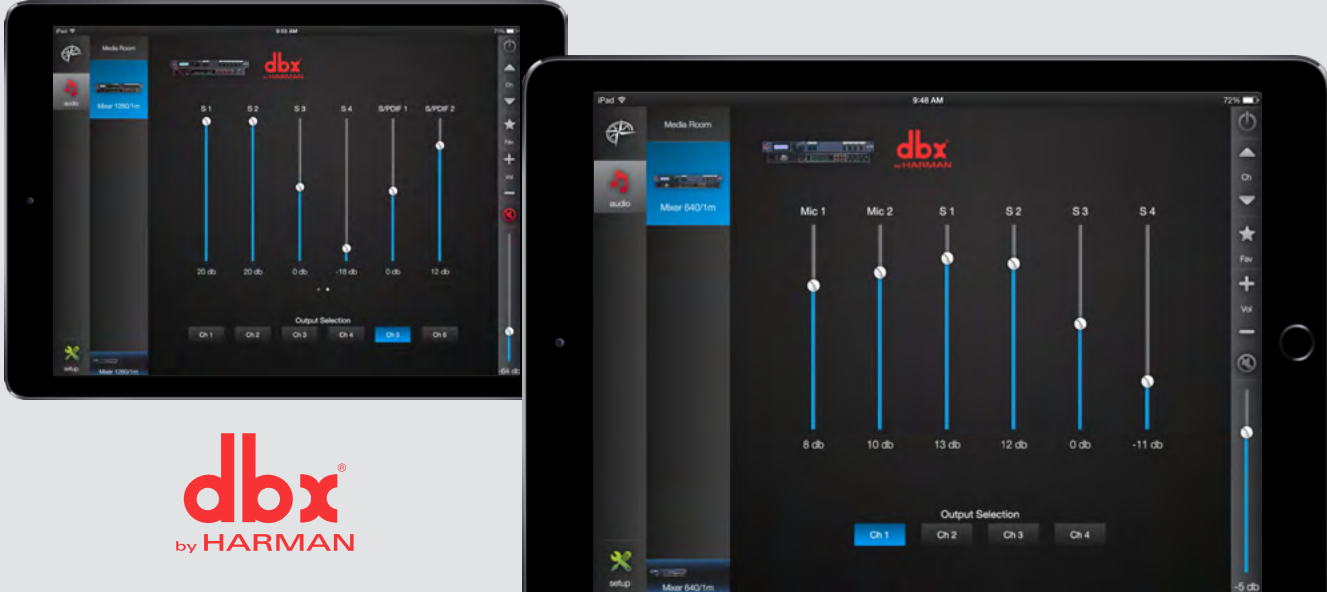 iPad 9:53 AM 71%
Media Room
dbx
by HARMAN
audio
Mixer 1260/1m
S 1 S 2 S 3 S 4 S/PDIF 1 S/PDIF 2
20 db 20 db 0 db -18 db 0 db 12 db
Output Selection
Ch 1 Ch 2 Ch 3 Ch 4 Ch 5 Ch 6
setup
Mixer 1260/1m
Ch
Fav
Vol
-64 db
dbx®
by HARMAN
iPad 9:48 AM 72%
Media Room
dbx
by HARMAN
audio
Mixer 640/1m
Mic 1 Mic 2 S 1 S 2 S 3 S 4
8 db 10 db 13 db 12 db 0 db -11 db
Output Selection
Ch 1 Ch 2 Ch 3 Ch 4
setup
Mixer 640/1m
Ch
Fav
Vol
-5 db